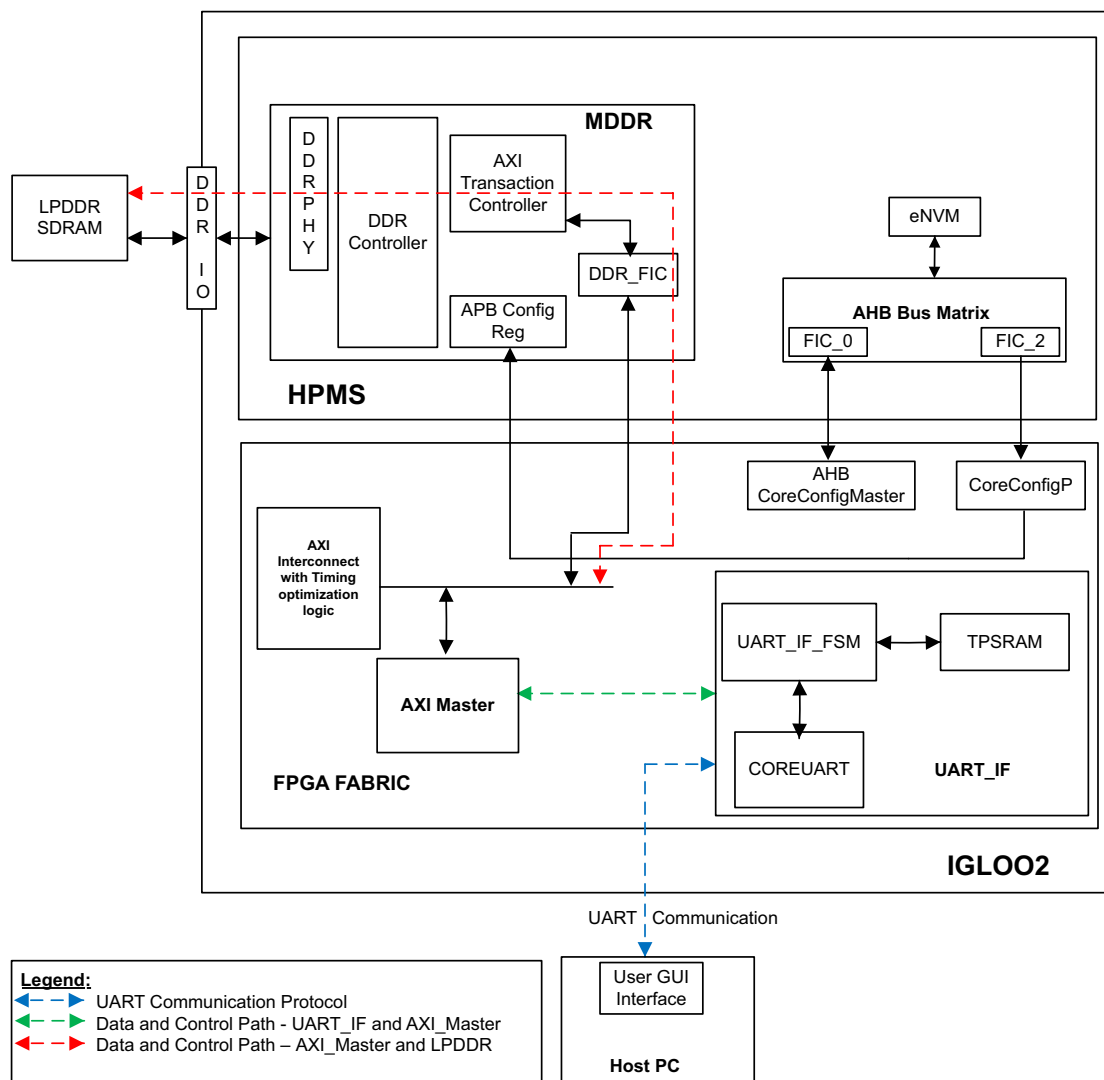 MDDR
D
D
R
P
H
Y
DDR
Controller
AXI
Transaction
Controller
DDR_FIC
APB Config
Reg
LPDDR
SDRAM
D
D
R
IO
eNVM
AHB Bus Matrix
FIC_0
FIC_2
HPMS
AHB
CoreConfigMaster
CoreConfigP
AXI
Interconnect
with Timing
optimization
logic
UART_IF_FSM
TPSRAM
AXI Master
COREUART
UART_IF
FPGA FABRIC
IGLOO2
UART Communication
Legend:
UART Communication Protocol
Data and Control Path - UART_IF and AXI_Master
Data and Control Path – AXI_Master and LPDDR
User GUI
Interface
Host PC